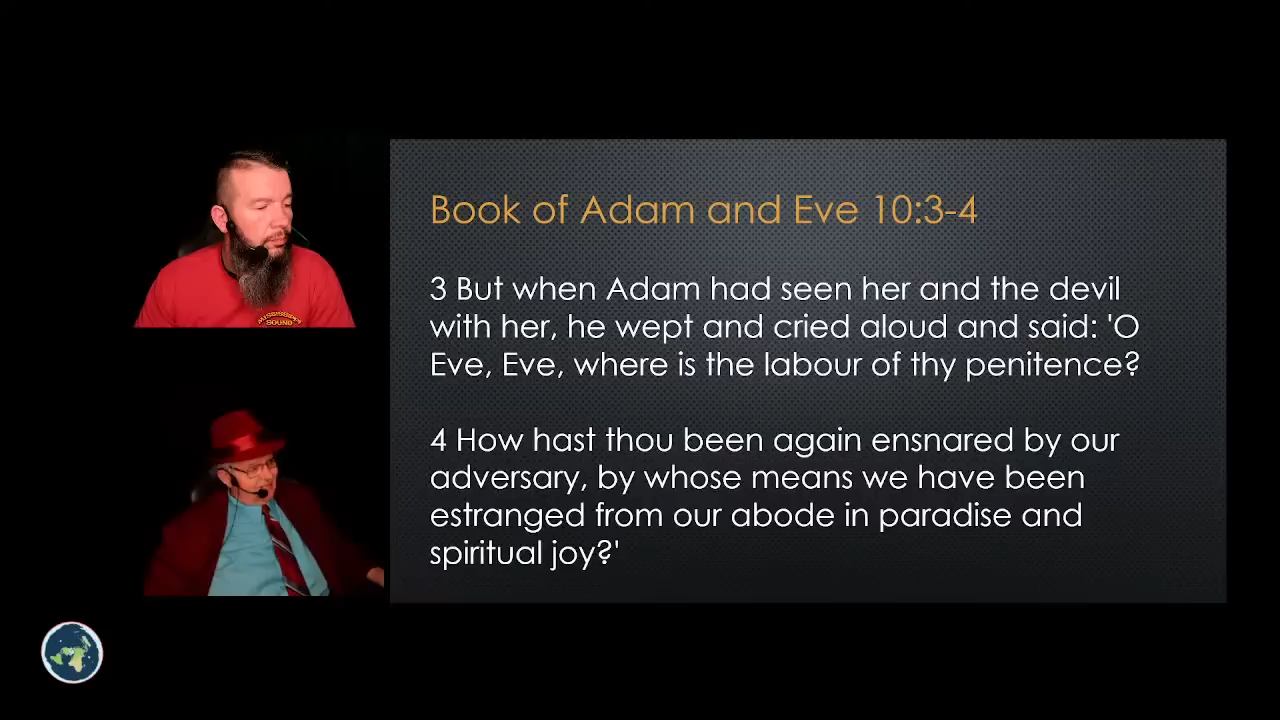 Book of Adam and Eve 10:3-4
3 But when Adam had seen her and the devil
with her, he wept and cried aloud and said: 'O
Eve, Eve, where is the labour of thy penitence?
4 How hast thou been again ensnared by our
adversary, by whose means we have been
estranged from our abode in paradise and
spiritual joy?'
MISSISSIPPI
SOUND